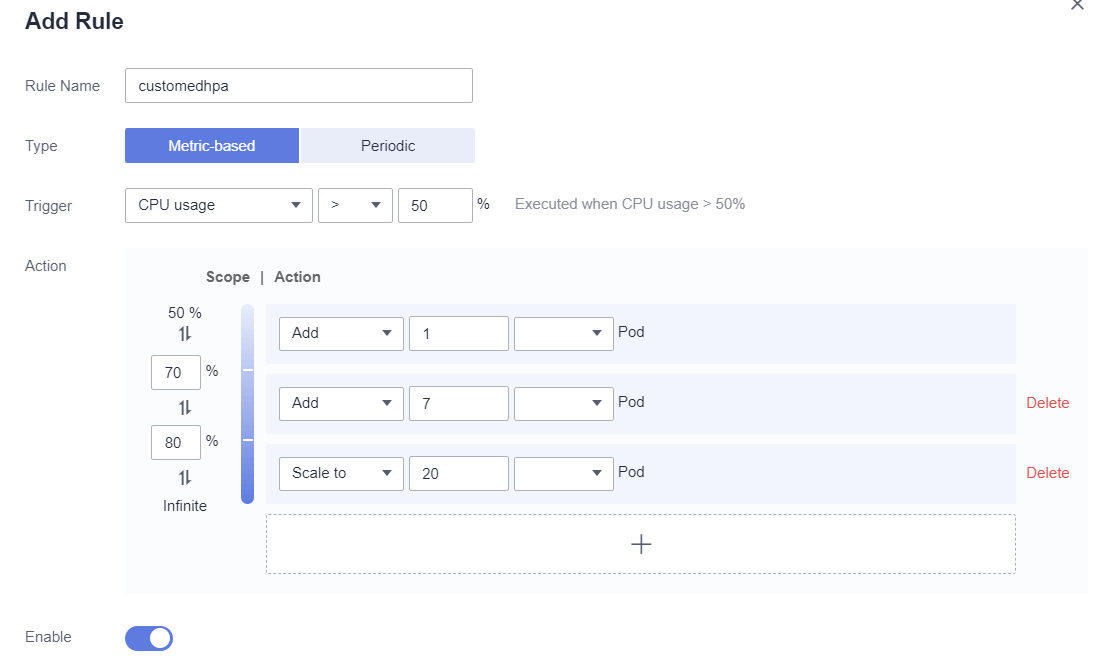 Add Rule
Rule Name customedhpa
Type Metric-based Periodic
Trigger CPU usage > 50 % Executed when CPU usage > 50%
Action
Scope | Action
50 %
Add 1 Pod
70 %
Add 7 Pod Delete
80 %
Scale to 20 Pod Delete
Infinite
Enable